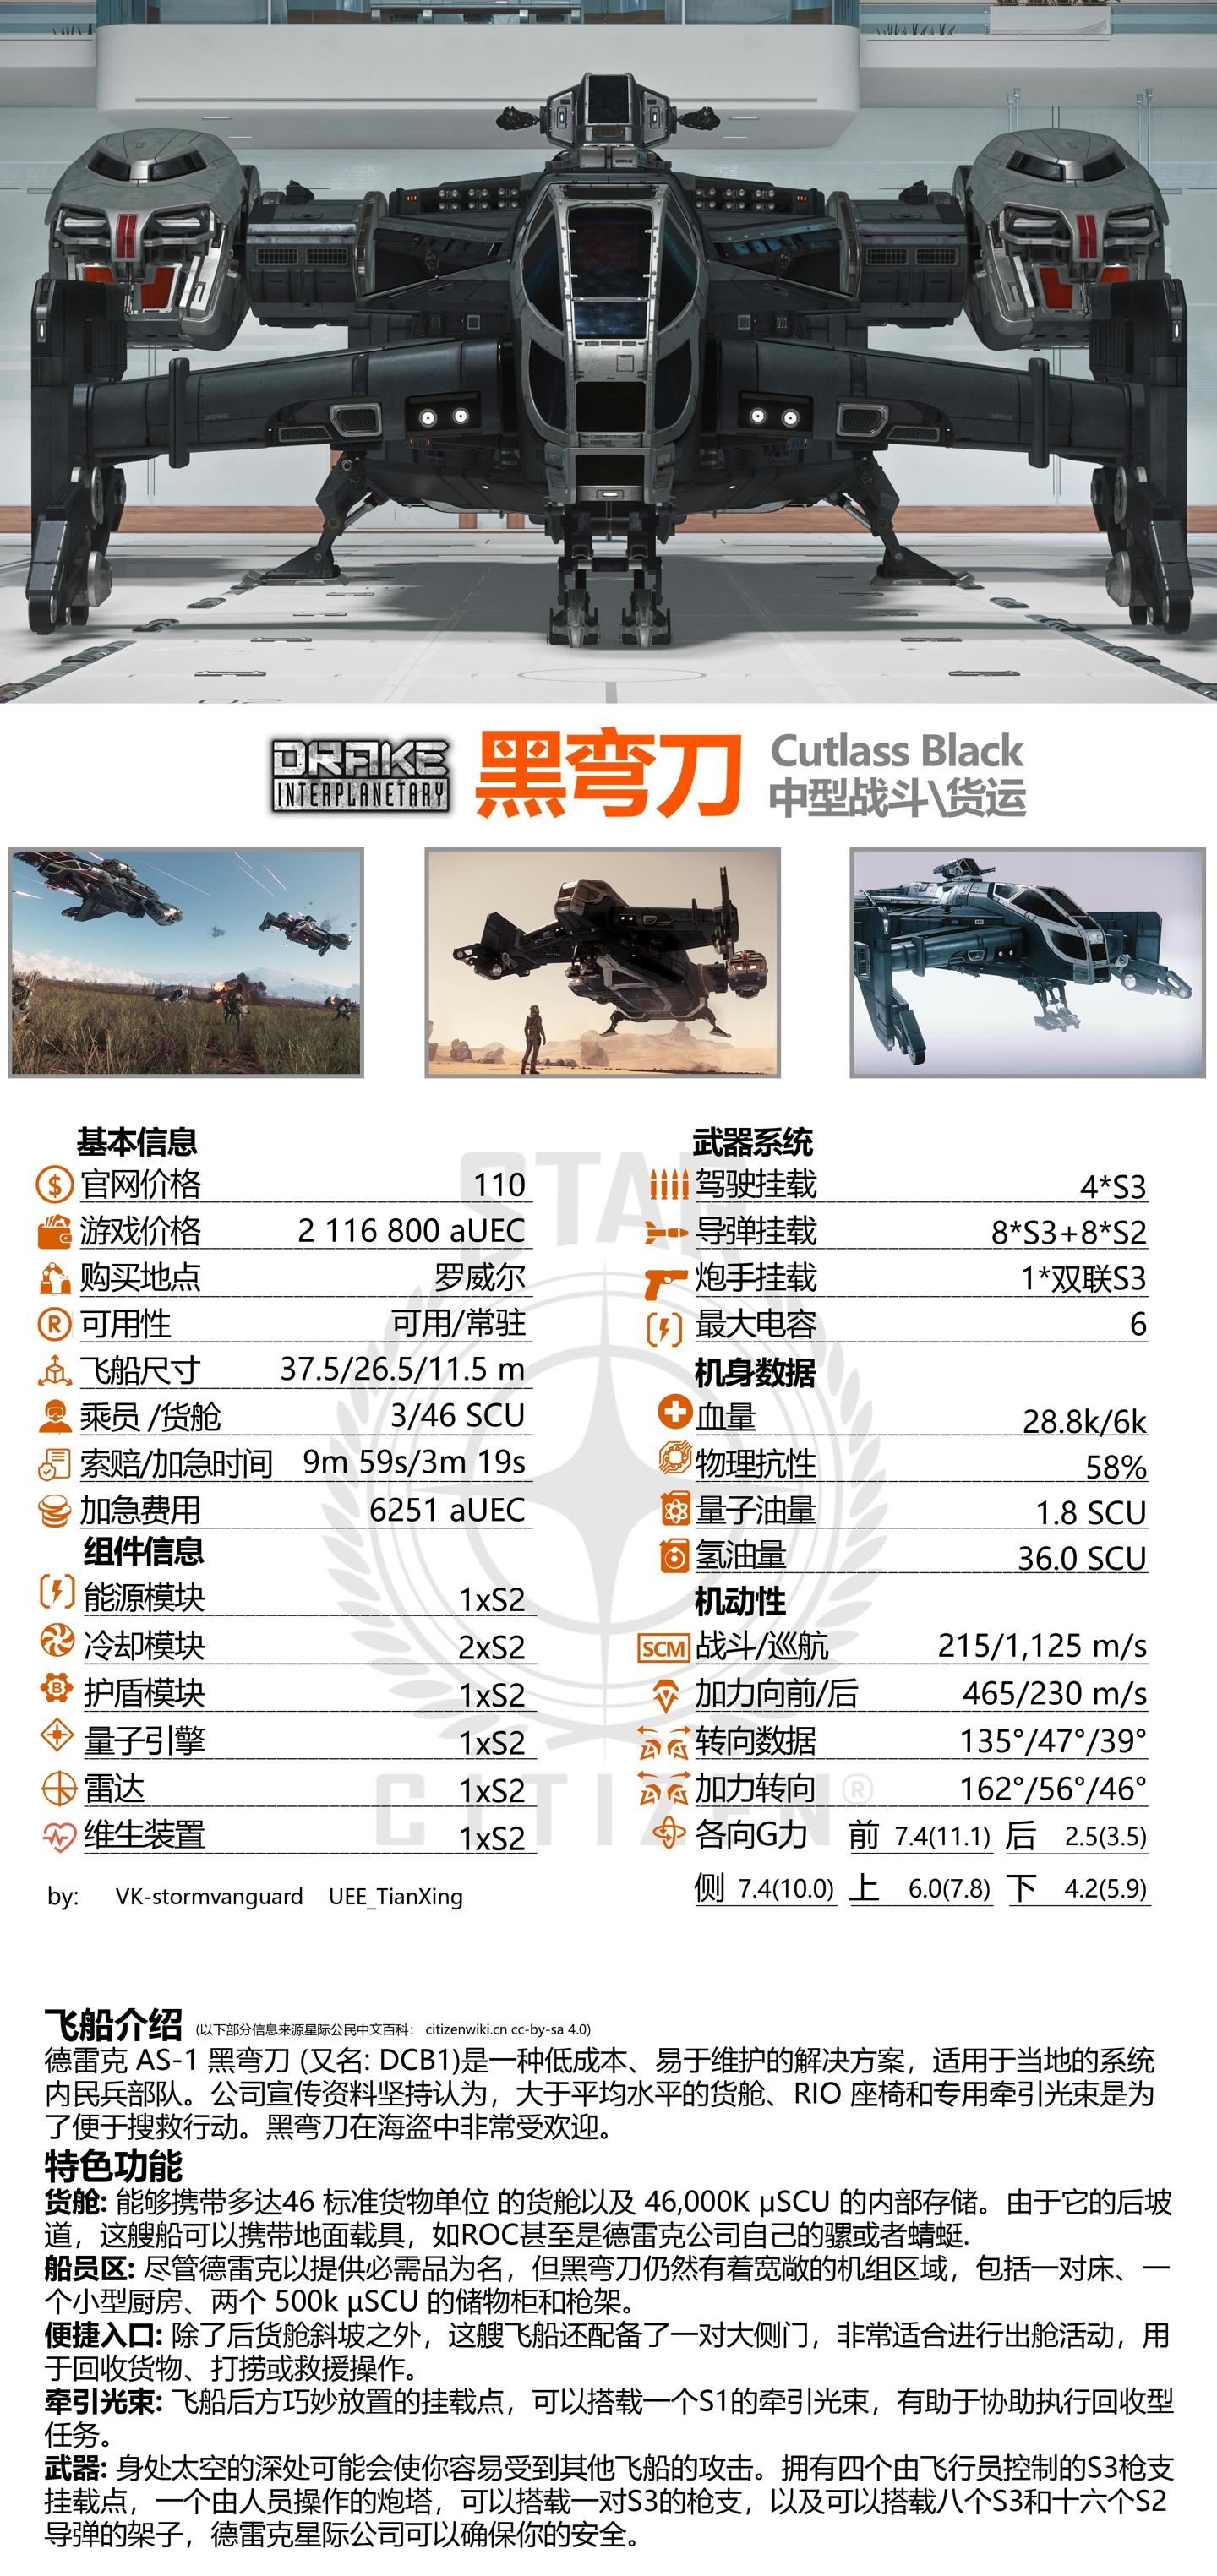 DRAKE
INTERPLANETARY
黑弯刀
Cutlass Black
中型战斗\货运
STAR
CITIZEN®
基本信息
官网价格 110
游戏价格 2 116 800 aUEC
购买地点 罗威尔
可用性 可用/常驻
飞船尺寸 37.5/26.5/11.5 m
乘员 /货舱 3/46 SCU
索赔/加急时间 9m 59s/3m 19s
加急费用 6251 aUEC
组件信息
能源模块 1xS2
冷却模块 2xS2
护盾模块 1xS2
量子引擎 1xS2
雷达 1xS2
维生装置 1xS2
by: VK-stormvanguard UEE_TianXing
武器系统
驾驶挂载 4*S3
导弹挂载 8*S3+8*S2
炮手挂载 1*双联S3
最大电容 6
机身数据
血量 28.8k/6k
物理抗性 58%
量子油量 1.8 SCU
氢油量 36.0 SCU
机动性
SCM 战斗/巡航 215/1,125 m/s
加力向前/后 465/230 m/s
转向数据 135°/47°/39°
加力转向 162°/56°/46°
各向G力 前 7.4(11.1) 后 2.5(3.5)
侧 7.4(10.0) 上 6.0(7.8) 下 4.2(5.9)
飞船介绍 (以下部分信息来源星际公民中文百科： citizenwiki.cn cc-by-sa 4.0)
德雷克 AS-1 黑弯刀 (又名: DCB1)是一种低成本、易于维护的解决方案，适用于当地的系统
内民兵部队。公司宣传资料坚持认为，大于平均水平的货舱、RIO 座椅和专用牵引光束是为
了便于搜救行动。黑弯刀在海盗中非常受欢迎。
特色功能
货舱: 能够携带多达46 标准货物单位 的货舱以及 46,000K µSCU 的内部存储。由于它的后坡
道，这艘船可以携带地面载具，如ROC甚至是德雷克公司自己的骡或者蜻蜓.
船员区: 尽管德雷克以提供必需品为名，但黑弯刀仍然有着宽敞的机组区域，包括一对床、一
个小型厨房、两个 500k µSCU 的储物柜和枪架。
便捷入口: 除了后货舱斜坡之外，这艘飞船还配备了一对大侧门，非常适合进行出舱活动，用
于回收货物、打捞或救援操作。
牵引光束: 飞船后方巧妙放置的挂载点，可以搭载一个S1的牵引光束，有助于协助执行回收型
任务。
武器: 身处太空的深处可能会使你容易受到其他飞船的攻击。拥有四个由飞行员控制的S3枪支
挂载点，一个由人员操作的炮塔，可以搭载一对S3的枪支，以及可以搭载八个S3和十六个S2
导弹的架子，德雷克星际公司可以确保你的安全。